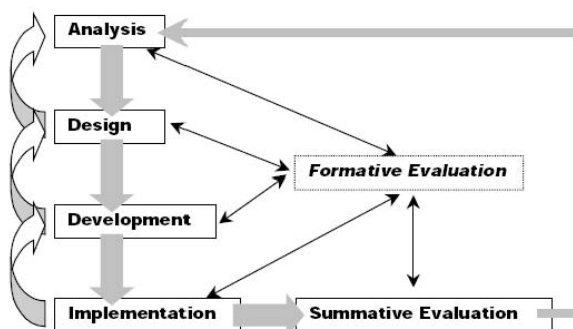 Analysis
Design
Formative Evaluation
Development
Implementation
Summative Evaluation